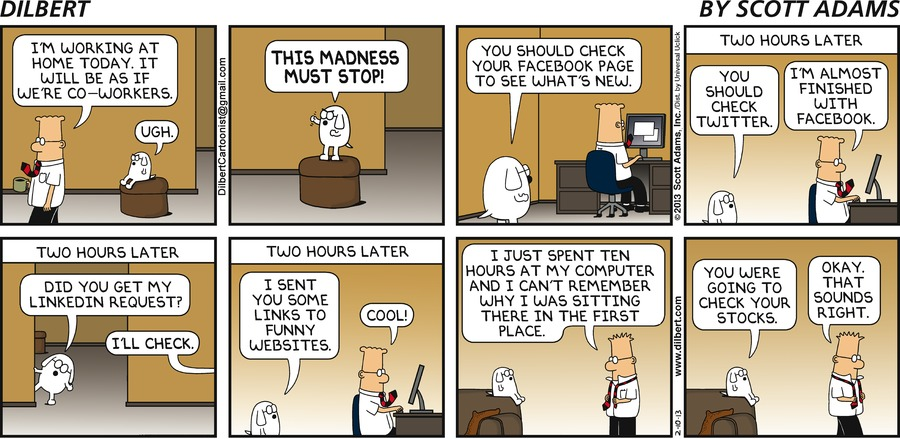 DILBERT
BY SCOTT ADAMS
I'M WORKING AT
HOME TODAY. IT
WILL BE AS IF
WE'RE CO-WORKERS.
UGH.
DilbertCartoonist@gmail.com
THIS MADNESS
MUST STOP!
YOU SHOULD CHECK
YOUR FACEBOOK PAGE
TO SEE WHAT'S NEW.
©2013 Scott Adams, Inc. /Dist. by Universal Uclick
TWO HOURS LATER
YOU
SHOULD
CHECK
TWITTER.
I'M ALMOST
FINISHED
WITH
FACEBOOK.
TWO HOURS LATER
DID YOU GET MY
LINKEDIN REQUEST?
I'LL CHECK.
TWO HOURS LATER
I SENT
YOU SOME
LINKS TO
FUNNY
WEBSITES.
COOL!
I JUST SPENT TEN
HOURS AT MY COMPUTER
AND I CAN'T REMEMBER
WHY I WAS SITTING
THERE IN THE FIRST
PLACE.
2-10-13
www.dilbert.com
YOU WERE
GOING TO
CHECK YOUR
STOCKS.
OKAY.
THAT
SOUNDS
RIGHT.